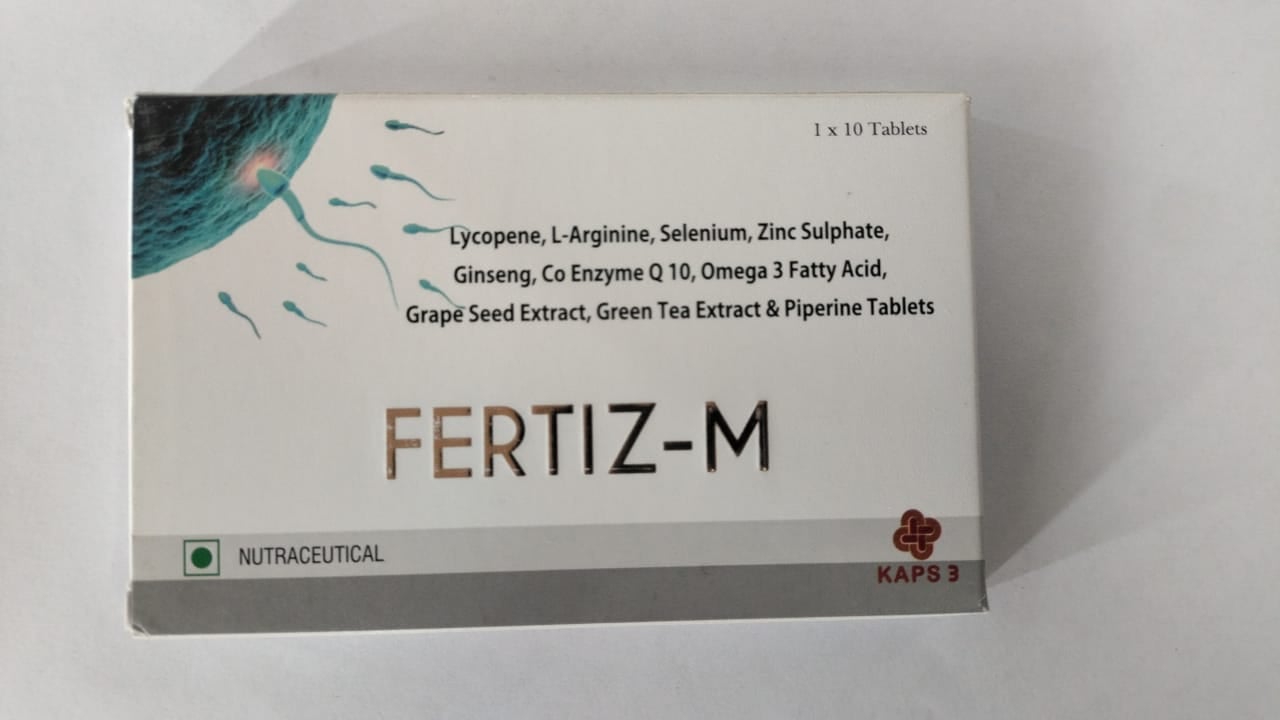 1 x 10 Tablets
Lycopene, L-Arginine, Selenium, Zinc Sulphate,
Ginseng, Co Enzyme Q 10, Omega 3 Fatty Acid,
Grape Seed Extract, Green Tea Extract & Piperine Tablets
FERTIZ-M
NUTRACEUTICAL
KAPS 3